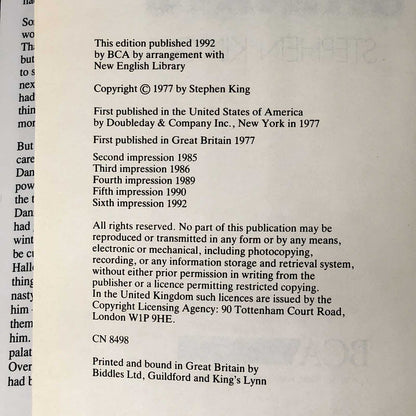 This edition published 1992
by BCA by arrangement with
New English Library
Copyright © 1977 by Stephen King
First published in the United States of America
by Doubleday & Company Inc., New York in 1977
First published in Great Britain 1977
Second impression 1985
Third impression 1986
Fourth impression 1989
Fifth impression 1990
Sixth impression 1992
All rights reserved. No part of this publication may be
reproduced or transmitted in any form or by any means,
electronic or mechanical, including photocopying,
recording, or any information storage and retrieval system,
without either prior permission in writing from the
publisher or a licence permitting restricted copying.
In the United Kingdom such licences are issued by the
Copyright Licensing Agency: 90 Tottenham Court Road,
London W1P 9HE.
CN 8498
Printed and bound in Great Britain by
Biddles Ltd, Guildford and King's Lynn